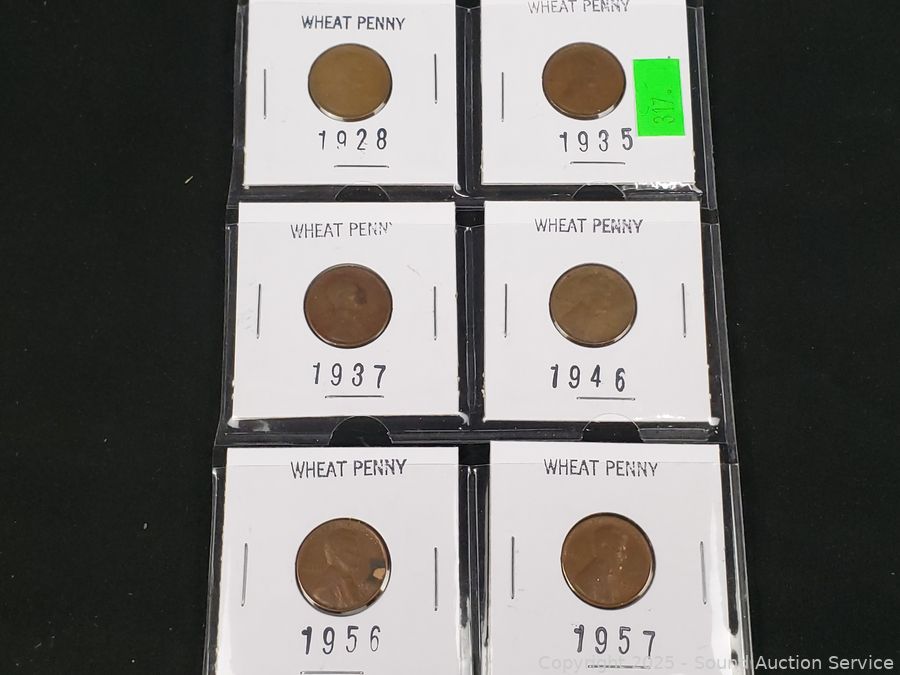 WHEAT PENNY
1928
WHEAT PENNY
1935
317.
WHEAT PENNY
1937
WHEAT PENNY
1946
WHEAT PENNY
1956
WHEAT PENNY
1957
Copyright 2025 - Sound Auction Service